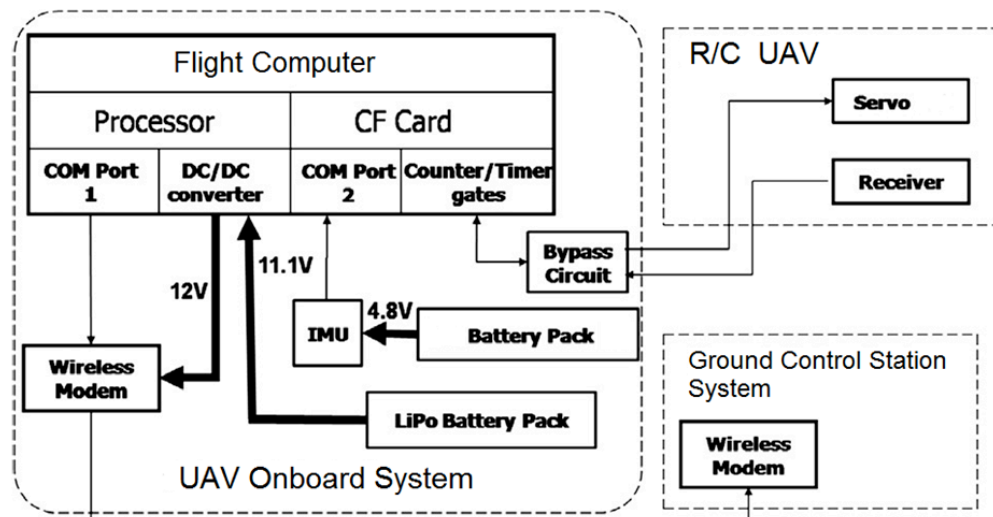 Flight Computer
Processor
CF Card
COM Port
1
DC/DC
converter
COM Port
2
Counter/Timer
gates
12V
11.1V
4.8V
IMU
Battery Pack
Bypass
Circuit
Wireless
Modem
LiPo Battery Pack
UAV Onboard System
R/C UAV
Servo
Receiver
Ground Control Station
System
Wireless
Modem